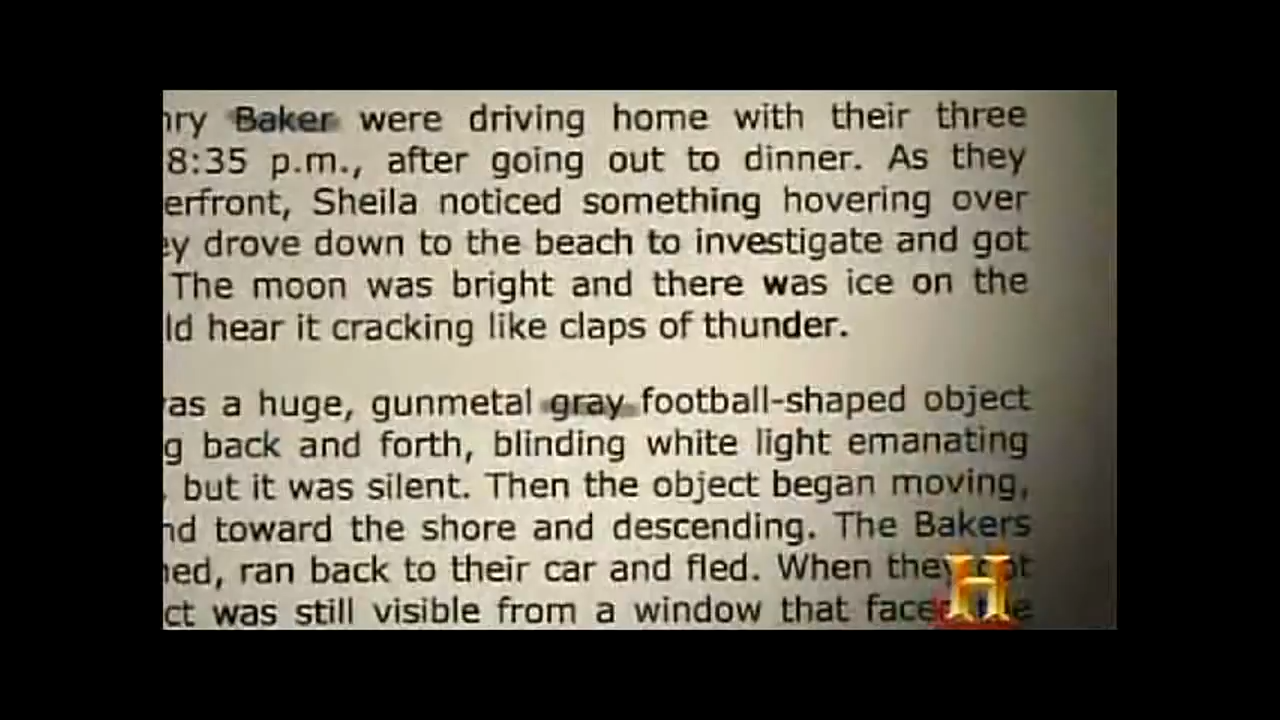 nry Baker were driving home with their three
8:35 p.m., after going out to dinner. As they
erfront, Sheila noticed something hovering over
ey drove down to the beach to investigate and got
The moon was bright and there was ice on the
ld hear it cracking like claps of thunder.
as a huge, gunmetal gray football-shaped object
g back and forth, blinding white light emanating
, but it was silent. Then the object began moving,
nd toward the shore and descending. The Bakers
ned, ran back to their car and fled. When they got
ct was still visible from a window that faced the
H